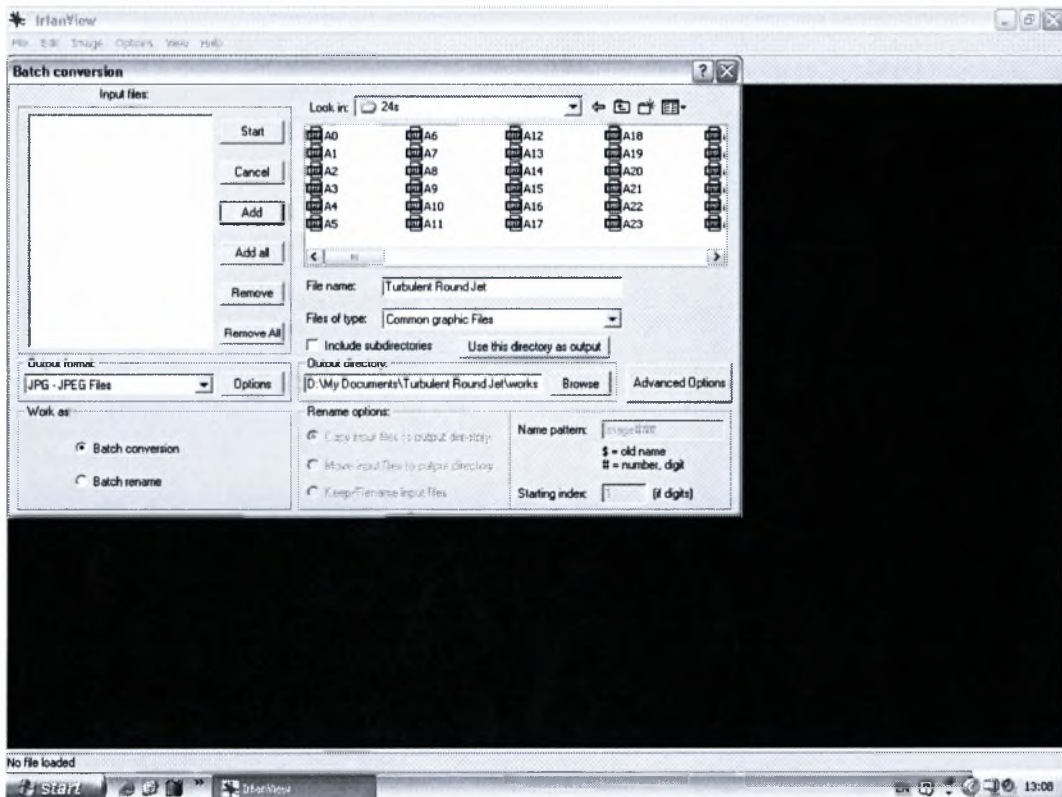 IrfanView
File Edit Image Options View Help
Batch conversion
Input files:
Start
Cancel
Add
Add all
Remove
Remove All
Look in: 24s
A0 A6 A12 A18
A1 A7 A13 A19
A2 A8 A14 A20
A3 A9 A15 A21
A4 A10 A16 A22
A5 A11 A17 A23
File name: Turbulent Round Jet
Files of type: Common graphic Files
Include subdirectories
Use this directory as output
Output format:
JPG - JPEG Files
Options
Output directory:
D:\My Documents\Turbulent Round Jet\works
Browse
Advanced Options
Work as:
Batch conversion
Batch rename
Rename options:
Copy input files to output directory
Move input files to output directory
Keep/Rename input files
Name pattern: image###
$ = old name
# = number, digit
Starting index: 1 (if digits)
No file loaded
start
IrfanView
EN
13:08